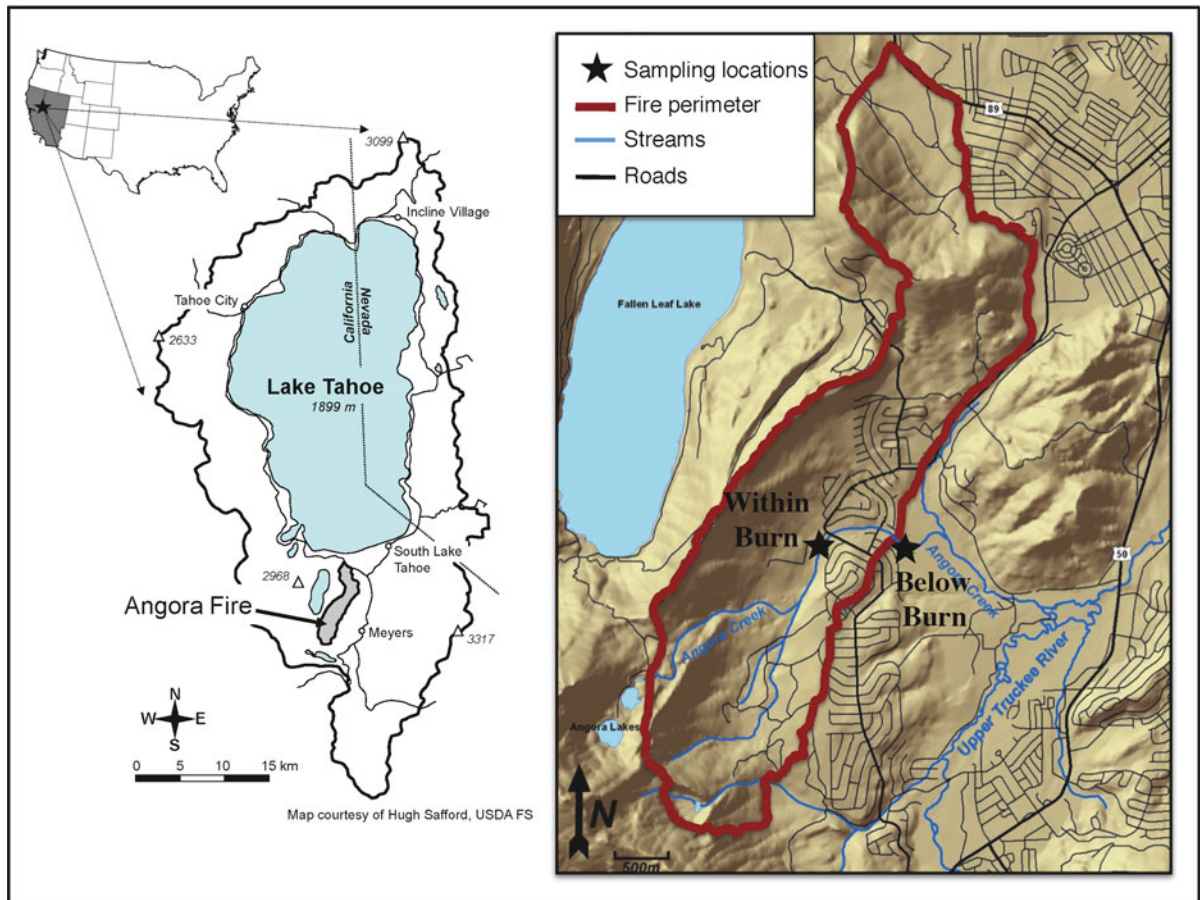 3099
Incline Village
Tahoe City
California
Nevada
2633
Lake Tahoe
1899 m
South Lake
Tahoe
2968
Angora Fire
Meyers
3317
N
W E
S
0 5 10 15 km
Map courtesy of Hugh Safford, USDA FS
Sampling locations
Fire perimeter
Streams
Roads
89
Fallen Leaf Lake
Within
Burn
50
Below
Burn
Angora Creek
Angora Creek
Upper Truckee River
Angora Lakes
N
500m